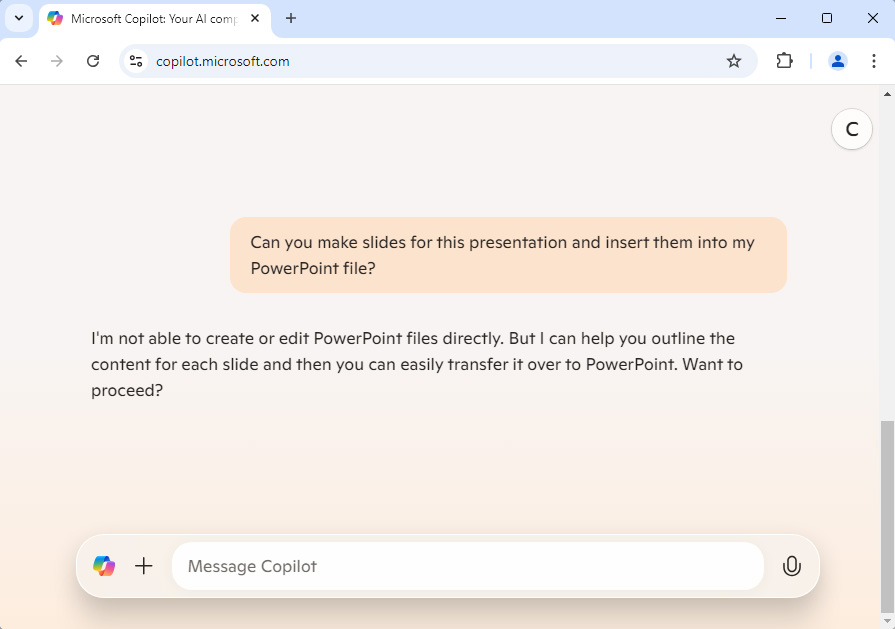 Microsoft Copilot: Your AI comp
copilot.microsoft.com
C
Can you make slides for this presentation and insert them into my
PowerPoint file?
I'm not able to create or edit PowerPoint files directly. But I can help you outline the
content for each slide and then you can easily transfer it over to PowerPoint. Want to
proceed?
Message Copilot